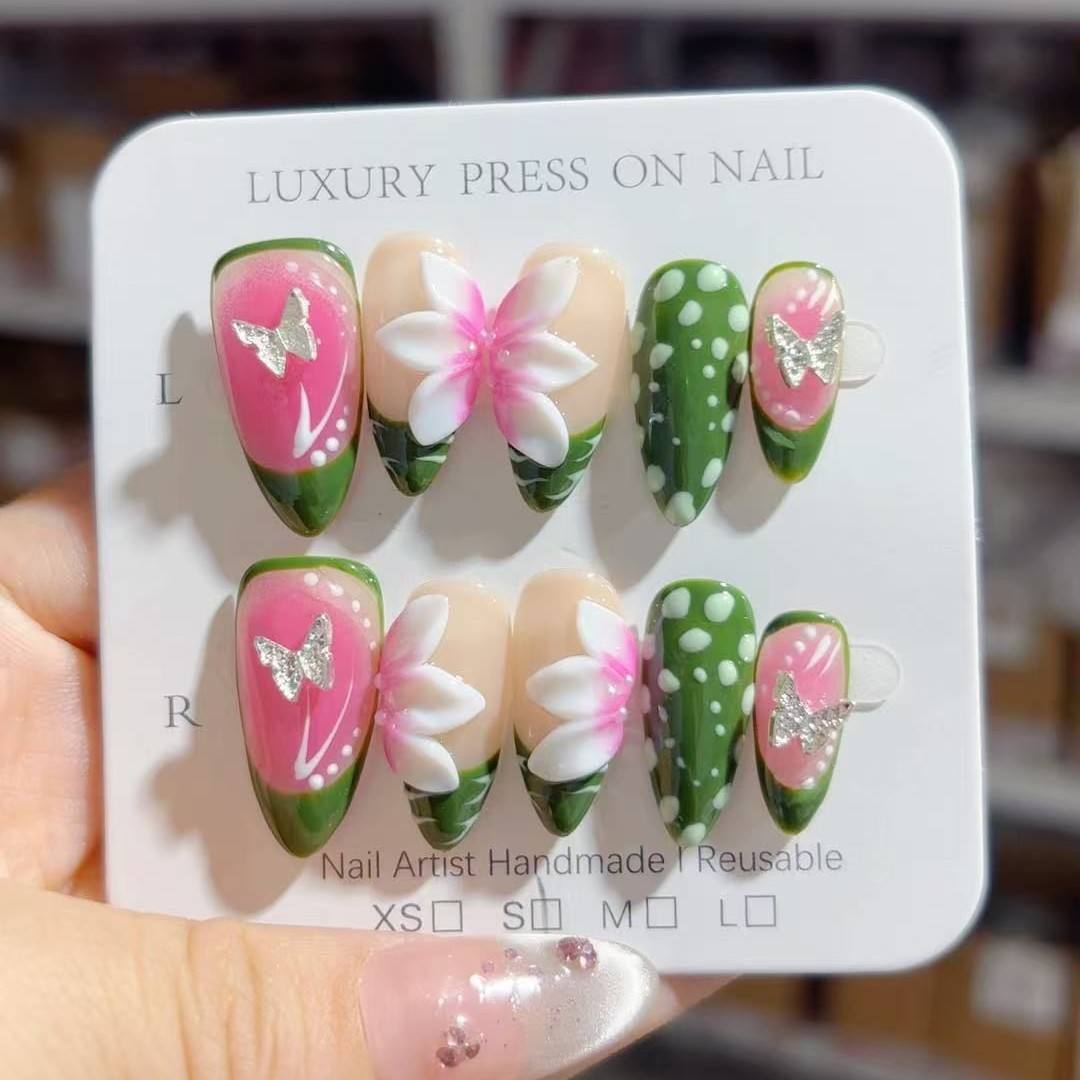 LUXURY PRESS ON NAIL
L
R
Nail Artist Handmade | Reusable
XS□ S□ M□ L□